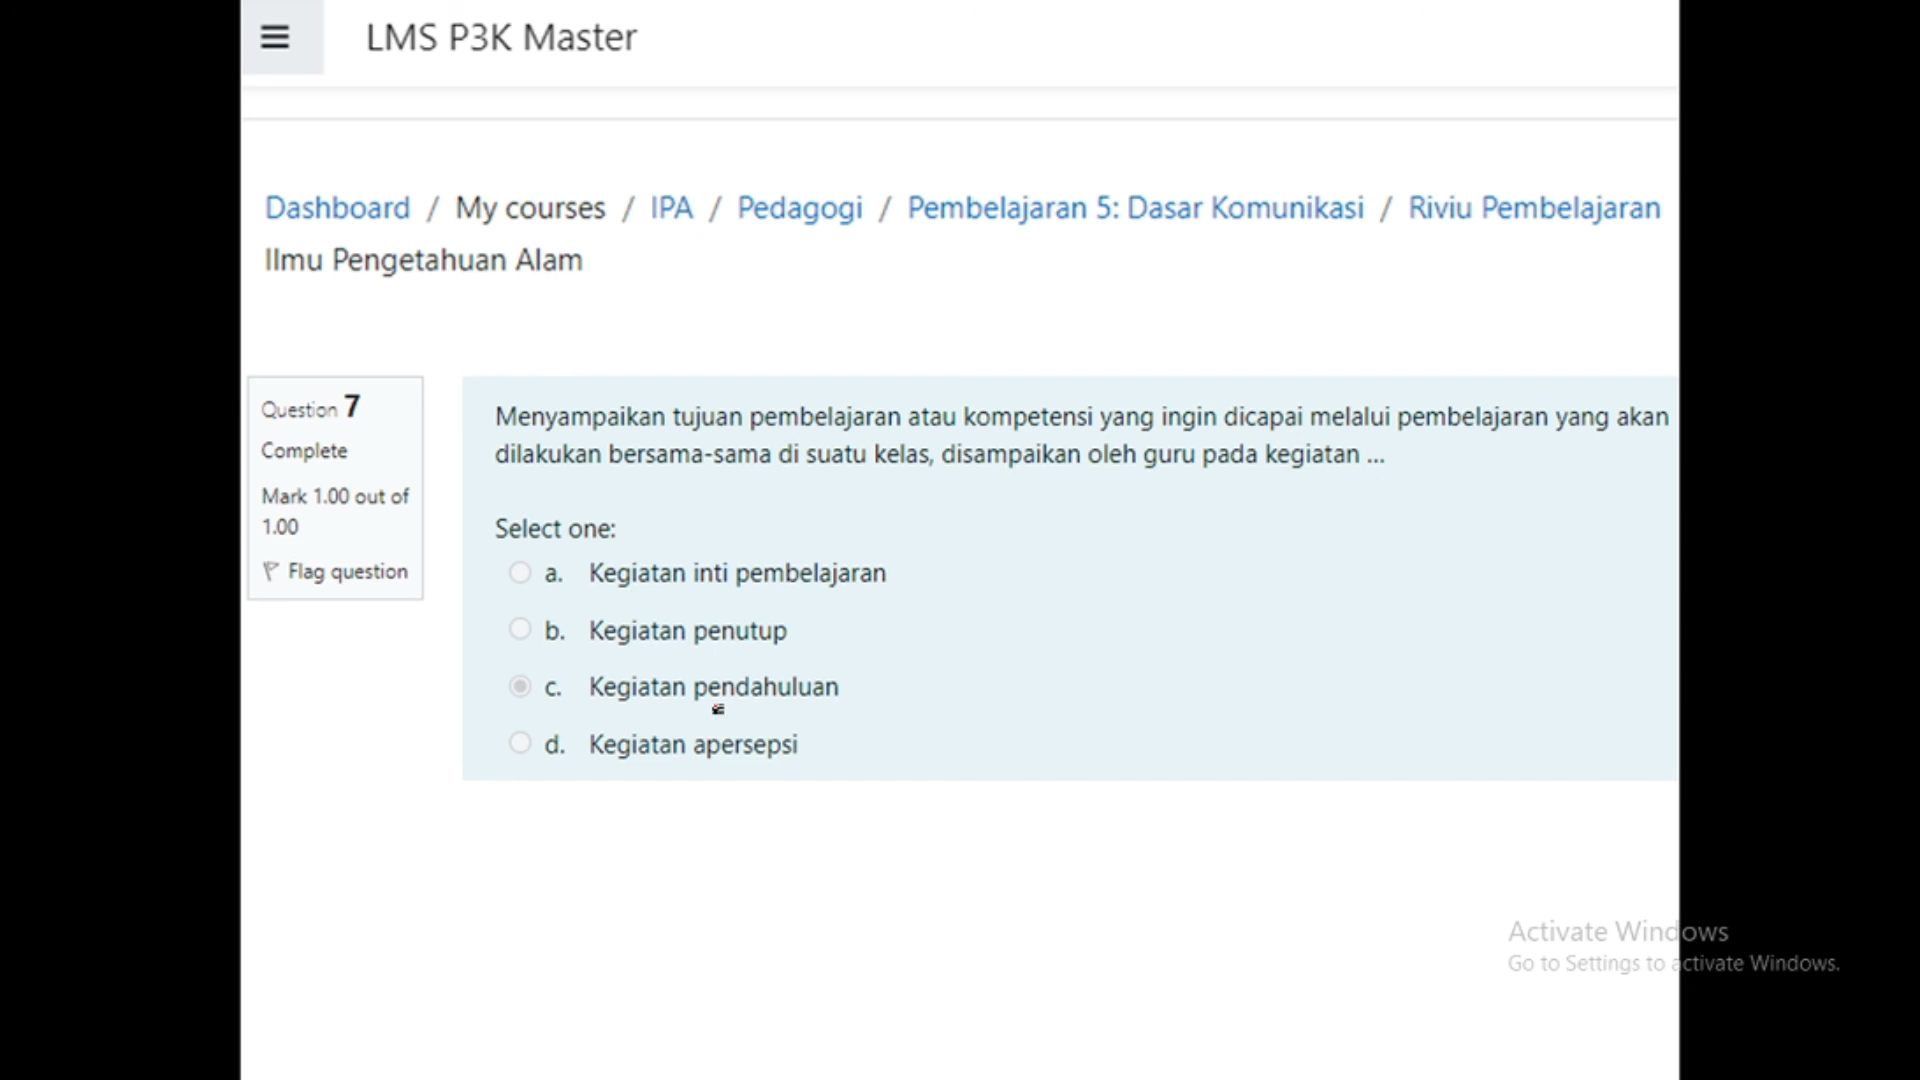 LMS P3K Master
Dashboard / My courses / IPA / Pedagogi / Pembelajaran 5: Dasar Komunikasi / Riviu Pembelajaran
Ilmu Pengetahuan Alam
Question 7
Complete
Mark 1.00 out of
1.00
Flag question
Menyampaikan tujuan pembelajaran atau kompetensi yang ingin dicapai melalui pembelajaran yang akan
dilakukan bersama-sama di suatu kelas, disampaikan oleh guru pada kegiatan ...
Select one:
a. Kegiatan inti pembelajaran
b. Kegiatan penutup
c. Kegiatan pendahuluan
d. Kegiatan apersepsi
Activate Windows
Go to Settings to activate Windows.